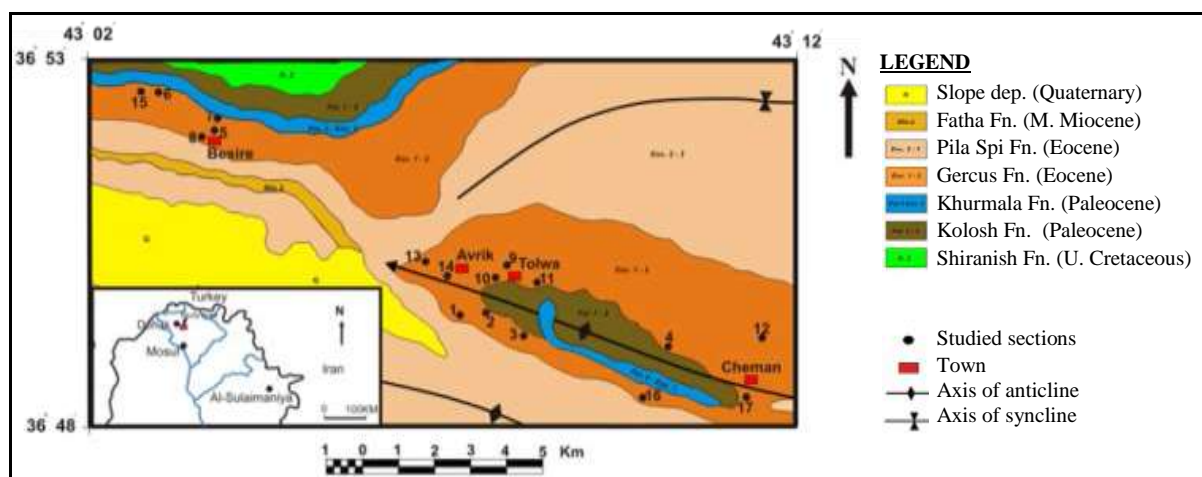 43° 02'
43° 12'
36° 53'
N
LEGEND
Slope dep. (Quaternary)
Fatha Fn. (M. Miocene)
Pila Spi Fn. (Eocene)
Gercus Fn. (Eocene)
Khurmala Fn. (Paleocene)
Kolosh Fn. (Paleocene)
Shiranish Fn. (U. Cretaceous)
Studied sections
Town
Axis of anticline
Axis of syncline
15 6
7
8 5
Besire
Q
13 Avrik 9
14 10 Tolwa
11
1 2
3 4 12
Cheman
16 17
Turkey
N
Mosul
Iran
Al-Sulaimaniya
0 100KM
36° 48'
1 0 1 2 3 4 5 Km